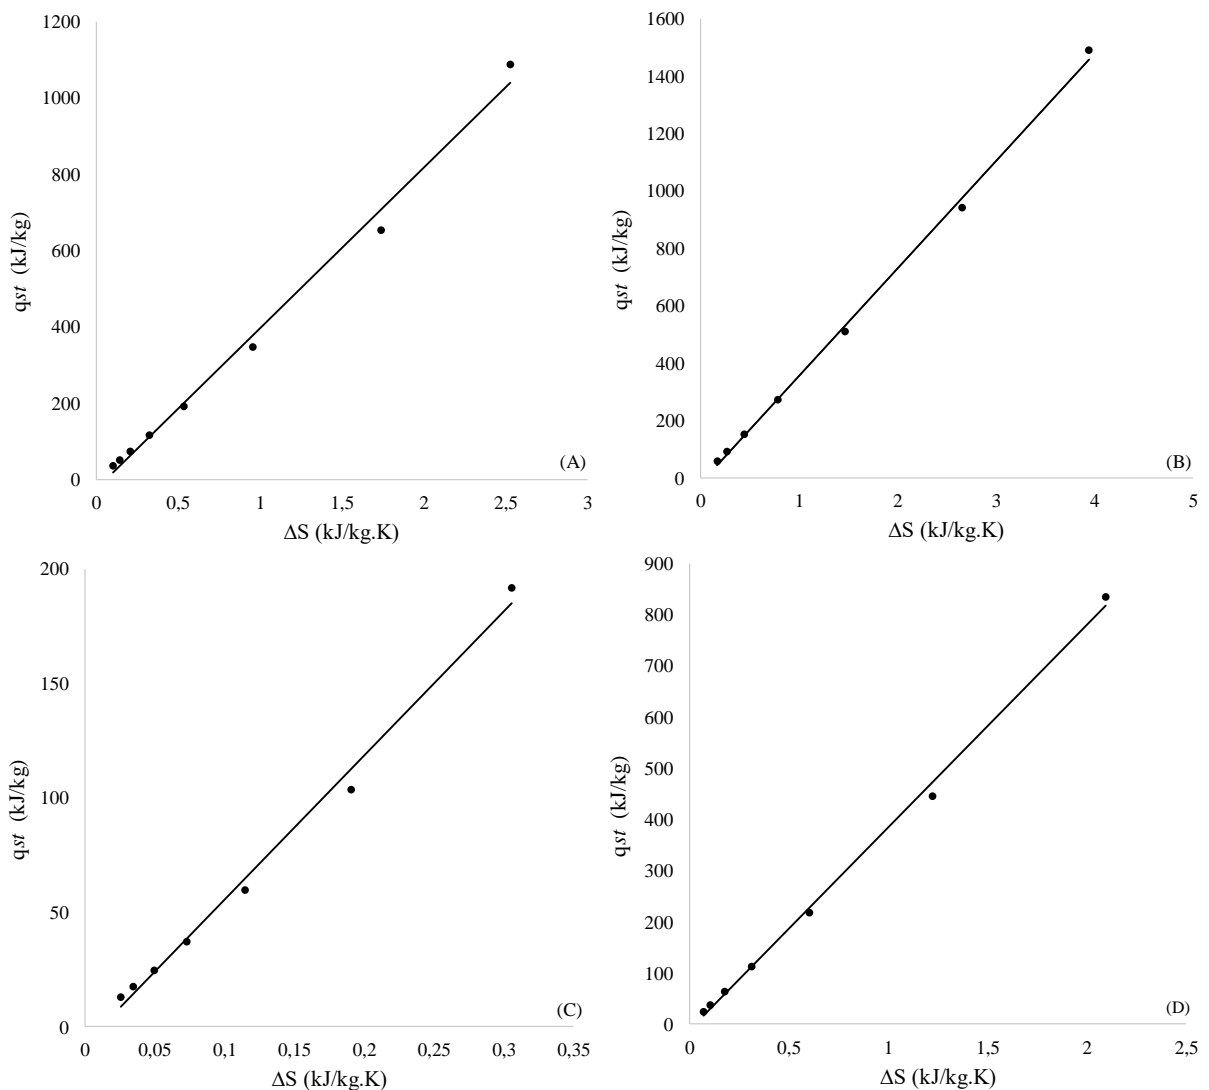 1200
1000
800
600
400
200
0
qst (kJ/kg)
0 0,5 1 1,5 2 2,5 3
ΔS (kJ/kg.K)
(A)
1600
1400
1200
1000
800
600
400
200
0
qst (kJ/kg)
0 1 2 3 4 5
ΔS (kJ/kg.K)
(B)
200
150
100
50
0
qst (kJ/kg)
0 0,05 0,1 0,15 0,2 0,25 0,3 0,35
ΔS (kJ/kg.K)
(C)
900
800
700
600
500
400
300
200
100
0
qst (kJ/kg)
0 0,5 1 1,5 2 2,5
ΔS (kJ/kg.K)
(D)